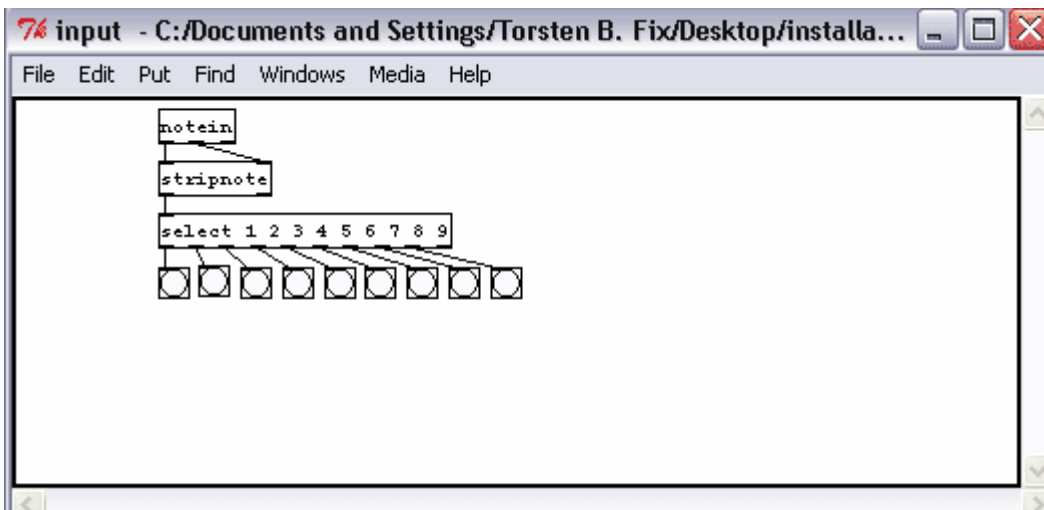 input - C:/Documents and Settings/Torsten B. Fix/Desktop/installa...
File Edit Put Find Windows Media Help
notein
stripnote
select 1 2 3 4 5 6 7 8 9